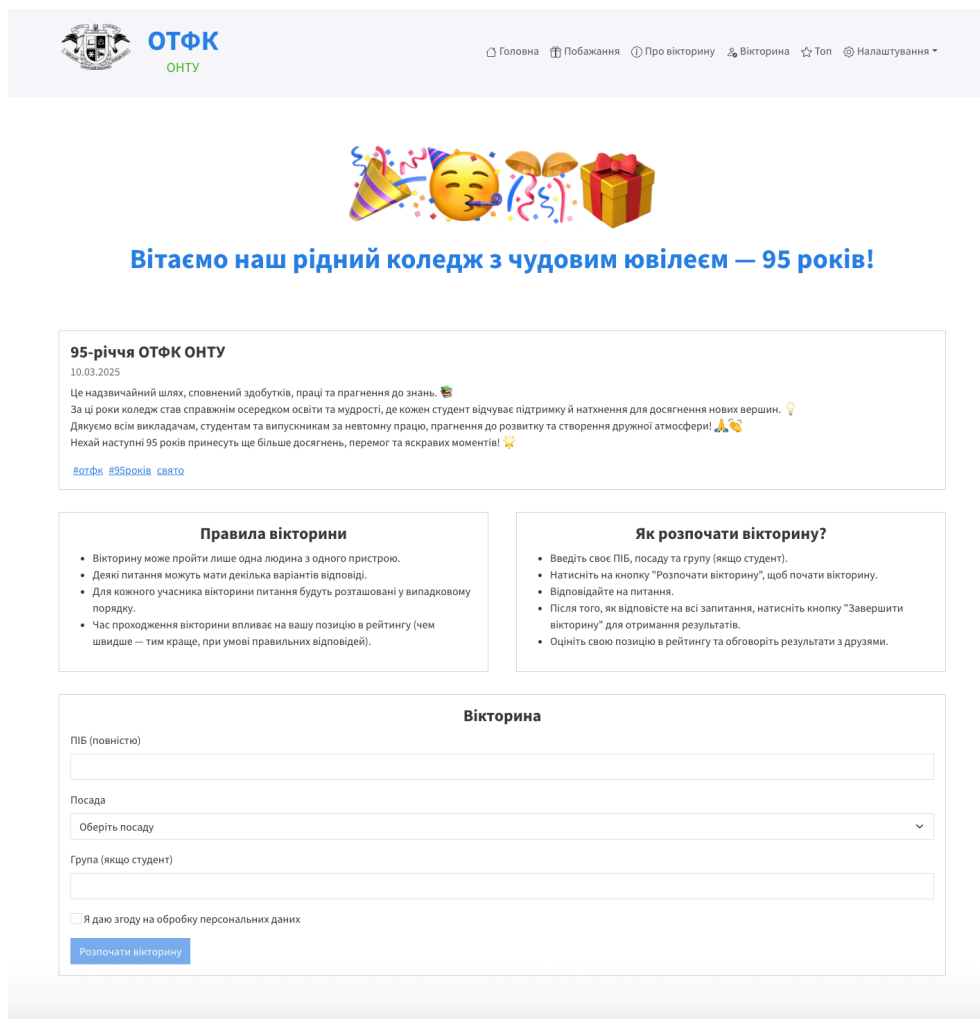 ОТФК
ОНТУ
Головна Побажання Про вікторину Вікторина Топ Налаштування
Вітаємо наш рідний коледж з чудовим ювілеєм — 95 років!
95-річчя ОТФК ОНТУ
10.03.2025
Це надзвичайний шлях, сповнений здобутків, праці та прагнення до знань.
За ці роки коледж став справжнім осередком освіти та мудрості, де кожен студент відчуває підтримку й натхнення для досягнення нових вершин.
Дякуємо всім викладачам, студентам та випускникам за невтомну працю, прагнення до розвитку та створення дружної атмосфери!
Нехай наступні 95 років принесуть ще більше досягнень, перемог та яскравих моментів!
#отфк #95років свято
Правила вікторини
Вікторину може пройти лише одна людина з одного пристрою.
Деякі питання можуть мати декілька варіантів відповіді.
Для кожного учасника вікторини питання будуть розташовані у випадковому
порядку.
Час проходження вікторини впливає на вашу позицію в рейтингу (чем
швидше — тим краще, при умові правильних відповідей).
Як розпочати вікторину?
Введіть своє ПІБ, посаду та групу (якщо студент).
Натисніть на кнопку "Розпочати вікторину", щоб почати вікторину.
Відповідайте на питання.
Після того, як відповісте на всі запитання, натисніть кнопку "Завершити
вікторину" для отримання результатів.
Оцініть свою позицію в рейтингу та обговоріть результати з друзями.
Вікторина
ПІБ (повністю)
Посада
Оберіть посаду
Група (якщо студент)
Я даю згоду на обробку персональних даних
Розпочати вікторину